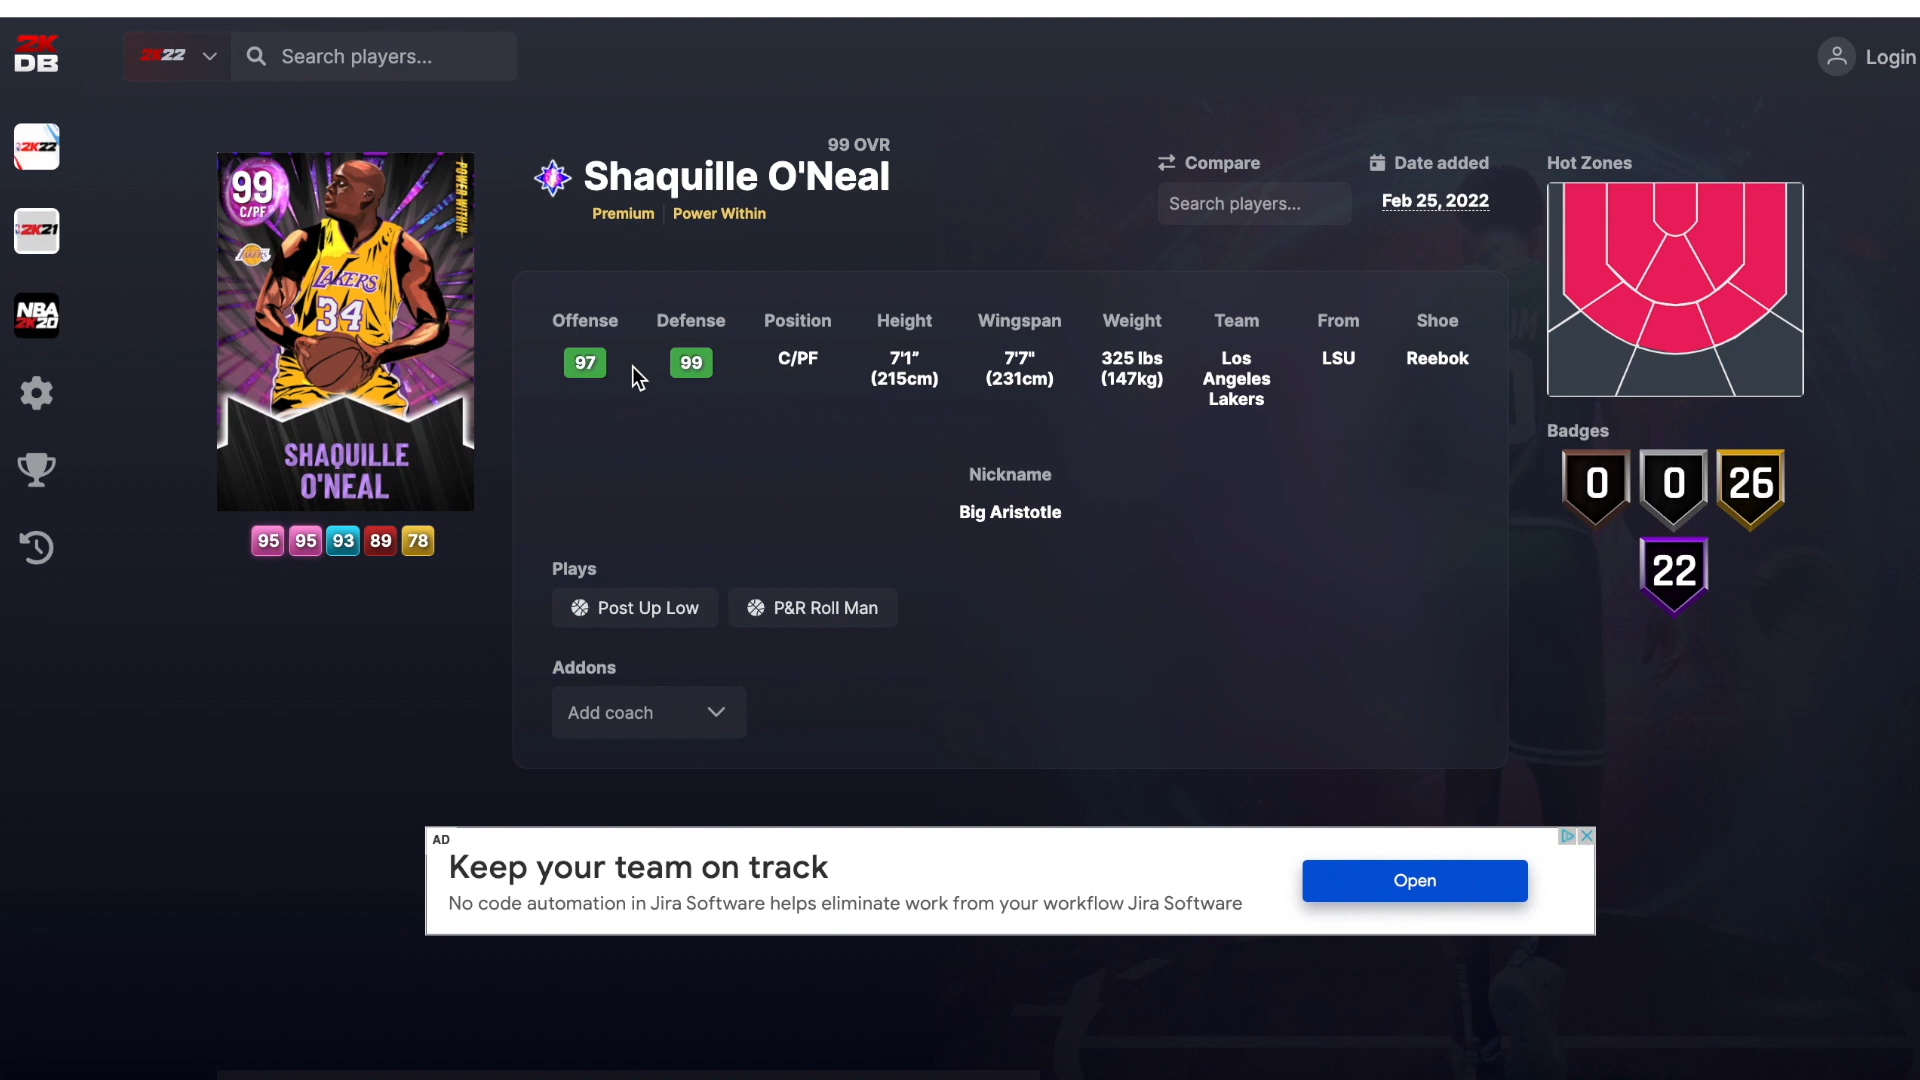 2K
DB
2K22
Search players...
Login
2K22
2K21
NBA
2K20
99
C/PF
POWER WITHIN
LAKERS
LAKERS
34
SHAQUILLE
O'NEAL
95 95 93 89 78
99 OVR
Shaquille O'Neal
Premium Power Within
Compare
Search players...
Date added
Feb 25, 2022
Hot Zones
Offense Defense Position Height Wingspan Weight Team From Shoe
97 99 C/PF 7'1” 7'7" 325 lbs Los LSU Reebok
(215cm) (231cm) (147kg) Angeles
Lakers
Nickname
Big Aristotle
Badges
0 0 26
22
Plays
Post Up Low P&R Roll Man
Addons
Add coach
AD
Keep your team on track
No code automation in Jira Software helps eliminate work from your workflow Jira Software
Open